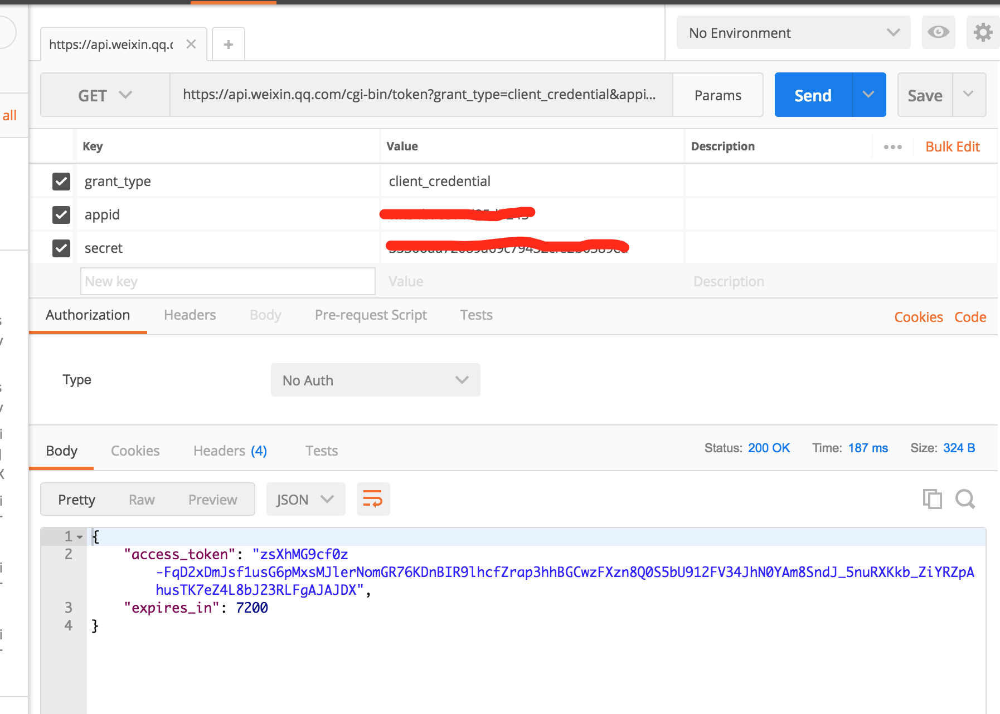 https://api.weixin.qq.c
No Environment
GET
https://api.weixin.qq.com/cgi-bin/token?grant_type=client_credential&appi...
Params
Send
Save
all
Key
Value
Description
Bulk Edit
grant_type
client_credential
appid
secret
New key
Value
Description
Authorization
Headers
Body
Pre-request Script
Tests
Cookies
Code
Type
No Auth
Body
Cookies
Headers (4)
Tests
Status: 200 OK
Time: 187 ms
Size: 324 B
Pretty
Raw
Preview
JSON
1 {
2 "access_token": "zsXhMG9cf0z
-FqD2xDmJsf1usG6pMxsMJlerNomGR76KDnBIR9lhcfZrap3hhBGCwzFXzn8Q0S5bU912FV34JhN0YAm8SndJ_5nuRXKkb_ZiYRZpA
husTK7eZ4L8bJ23RLFgAJAJDX",
3 "expires_in": 7200
4 }